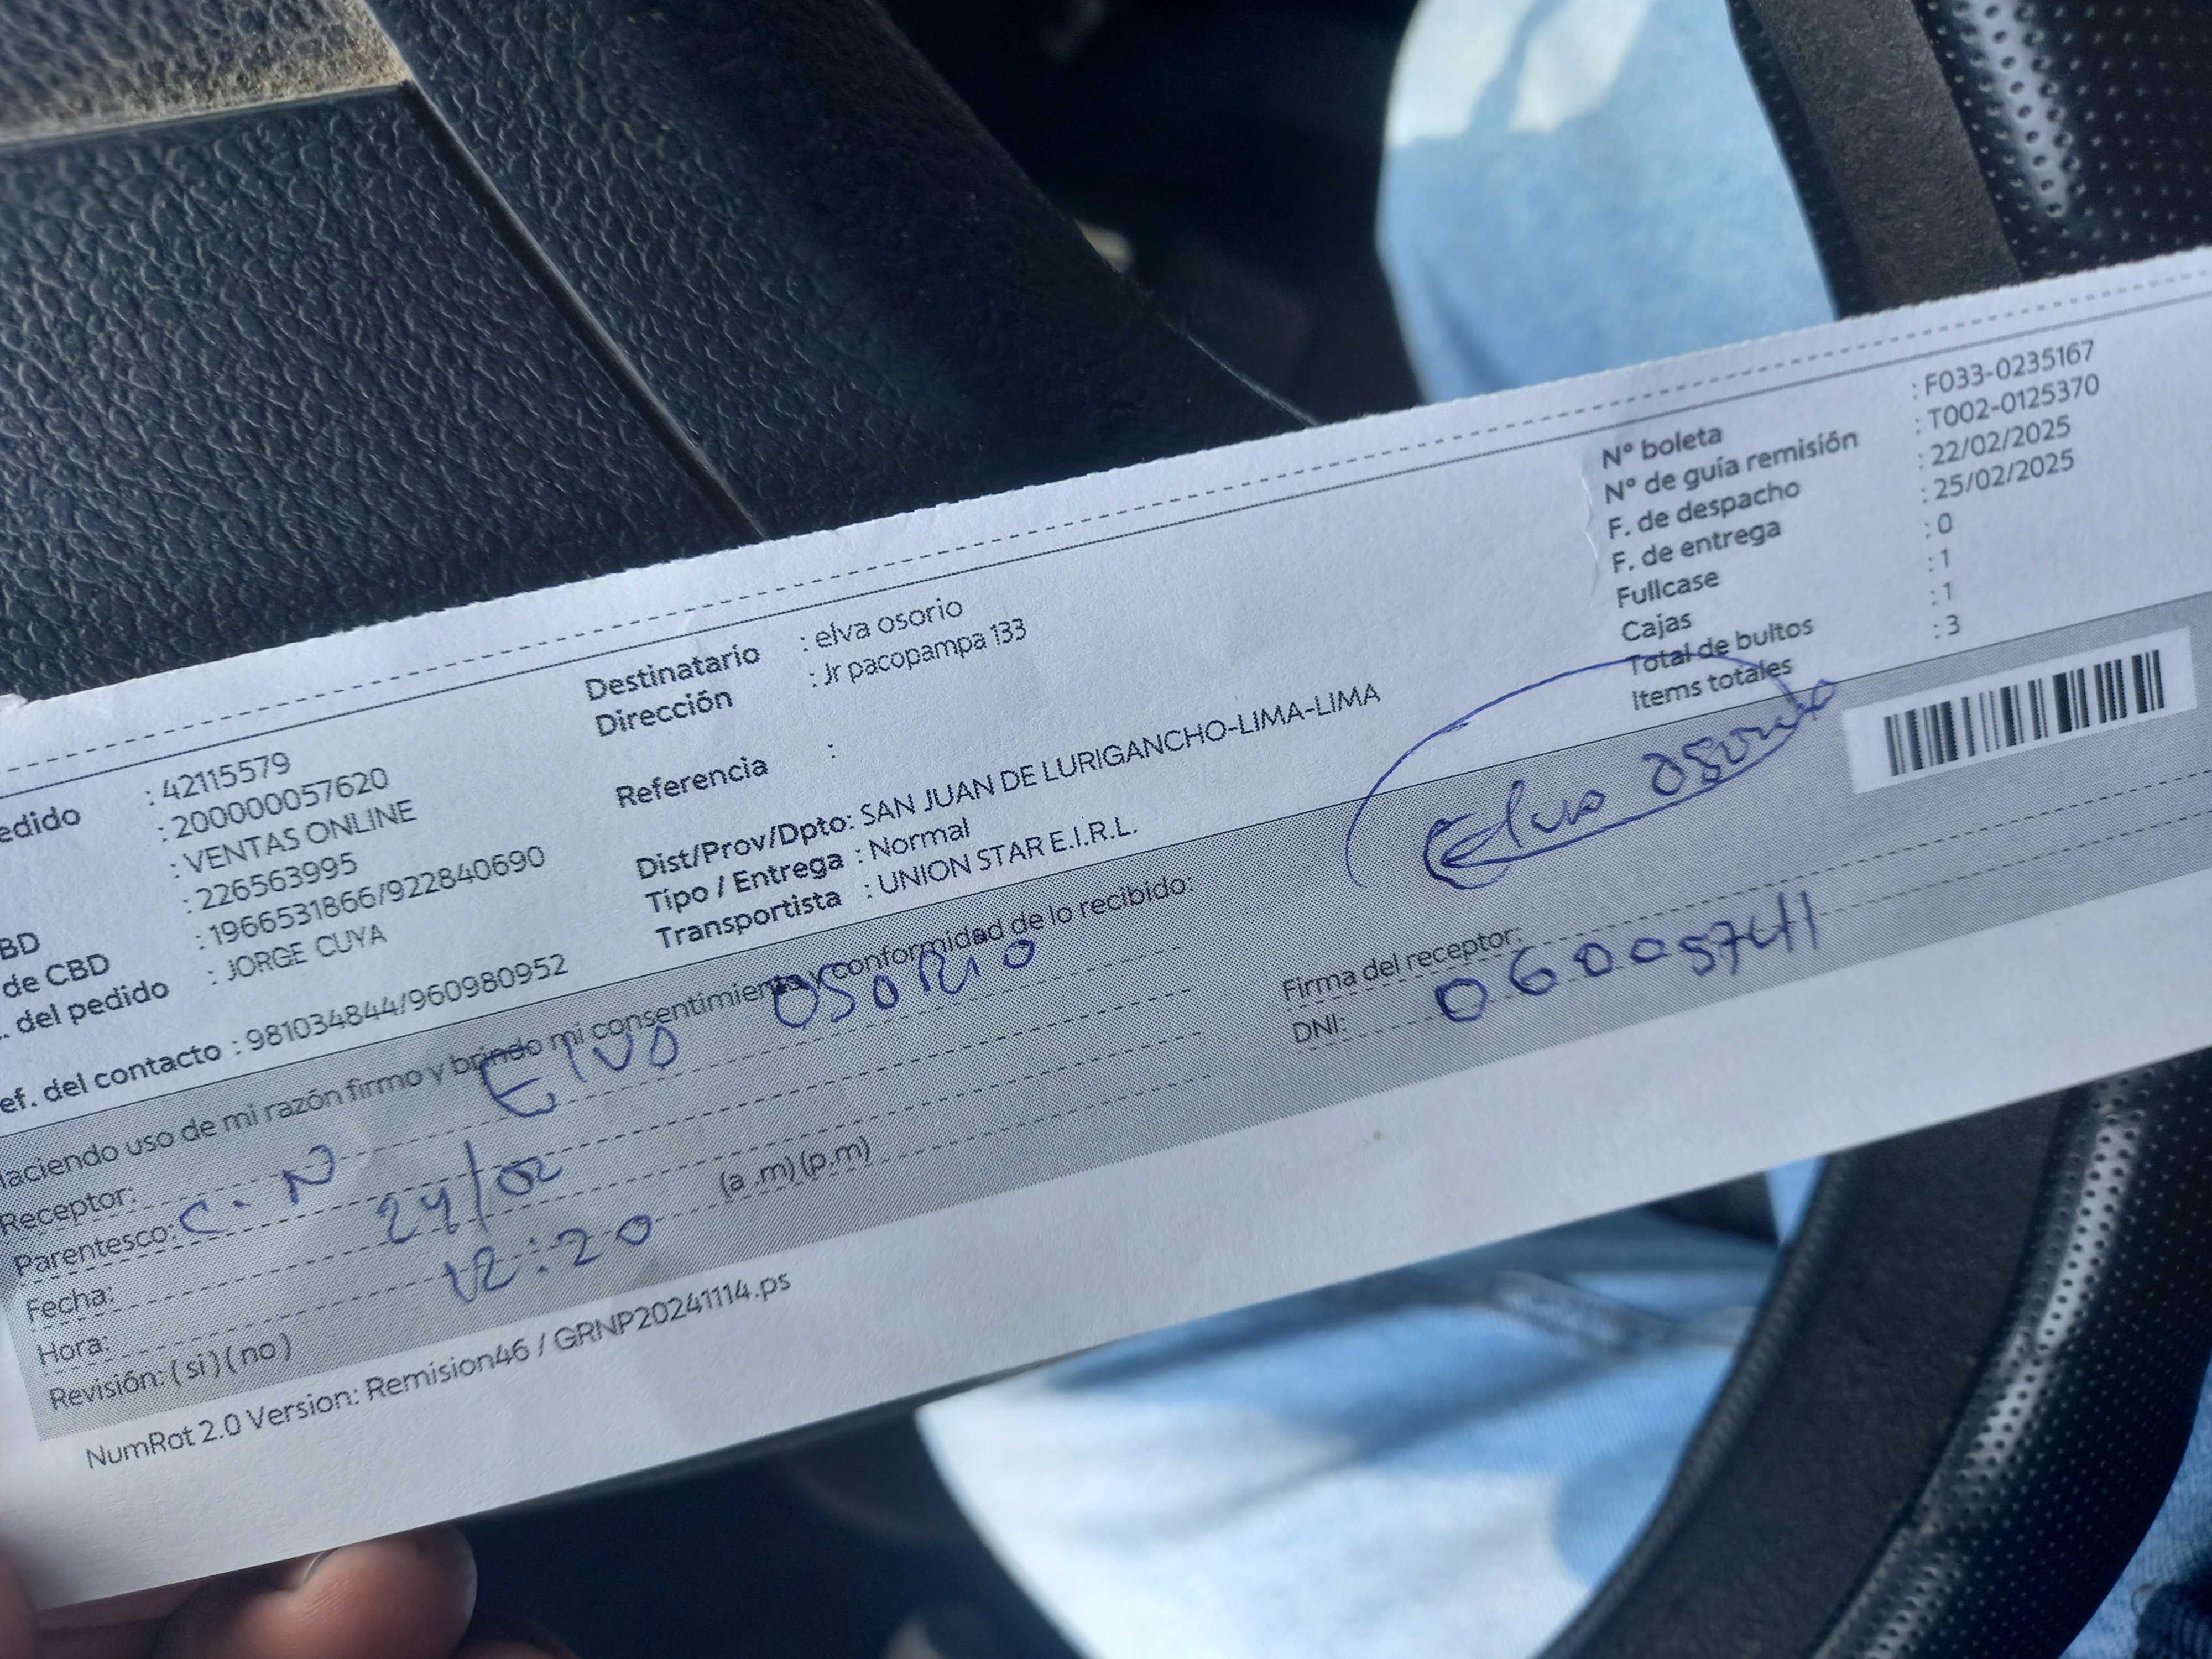 edido : 42115579
: 200000057620
: VENTAS ONLINE
BD : 226563995
de CBD : 1966531866/922840690
. del pedido : JORGE CUYA
ef. del contacto : 981034844/960980952
Destinatario : elva osorio
Dirección : Jr pacopampa 133
Referencia :
Dist/Prov/Dpto: SAN JUAN DE LURIGANCHO-LIMA-LIMA
Tipo / Entrega : Normal
Transportista : UNION STAR E.I.R.L.
N° boleta : F033-0235167
N° de guía remisión : T002-0125370
F. de despacho : 22/02/2025
F. de entrega : 25/02/2025
Fullcase : 0
Cajas : 1
Total de bultos : 1
Items totales : 3
Haciendo uso de mi razón firmo y brindo mi consentimiento y conformidad de lo recibido:
Receptor: Elva OSORIO
Parentesco: C. N
Fecha: 24/02
Hora: 12:20 (a .m) (p.m)
Revisión: ( si ) ( no )
Elva osorio
Firma del receptor:
DNI: 06005741
NumRot 2.0 Version: Remision46 / GRNP20241114.ps